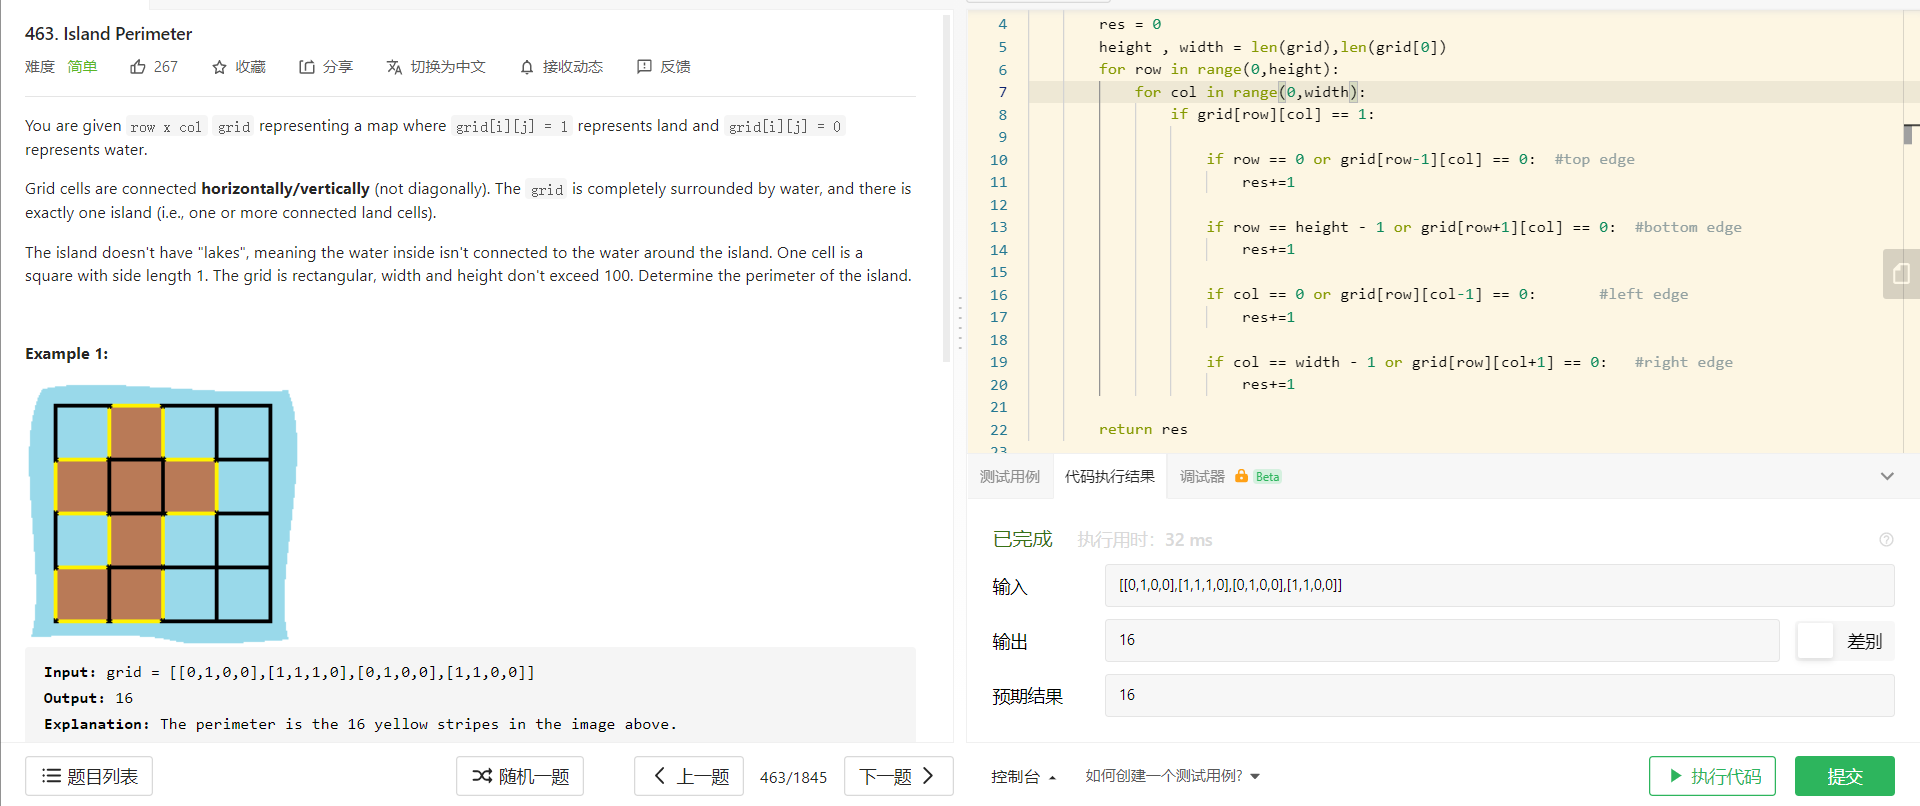 463. Island Perimeter
难度 简单 267 收藏 分享 切换为中文 接收动态 反馈
You are given row x col grid representing a map where grid[i][j] = 1 represents land and grid[i][j] = 0
represents water.
Grid cells are connected horizontally/vertically (not diagonally). The grid is completely surrounded by water, and there is
exactly one island (i.e., one or more connected land cells).
The island doesn't have "lakes", meaning the water inside isn't connected to the water around the island. One cell is a
square with side length 1. The grid is rectangular, width and height don't exceed 100. Determine the perimeter of the island.
Example 1:
Input: grid = [[0,1,0,0],[1,1,1,0],[0,1,0,0],[1,1,0,0]]
Output: 16
Explanation: The perimeter is the 16 yellow stripes in the image above.
题目列表 随机一题 上一题 463/1845 下一题
4 res = 0
5 height , width = len(grid),len(grid[0])
6 for row in range(0,height):
7 for col in range(0,width):
8 if grid[row][col] == 1:
9
10 if row == 0 or grid[row-1][col] == 0: #top edge
11 res+=1
12
13 if row == height - 1 or grid[row+1][col] == 0: #bottom edge
14 res+=1
15
16 if col == 0 or grid[row][col-1] == 0: #left edge
17 res+=1
18
19 if col == width - 1 or grid[row][col+1] == 0: #right edge
20 res+=1
21
22 return res
23
测试用例 代码执行结果 调试器 Beta
已完成 执行用时: 32 ms
输入 [[0,1,0,0],[1,1,1,0],[0,1,0,0],[1,1,0,0]]
输出 16 差别
预期结果 16
控制台 如何创建一个测试用例? 执行代码 提交